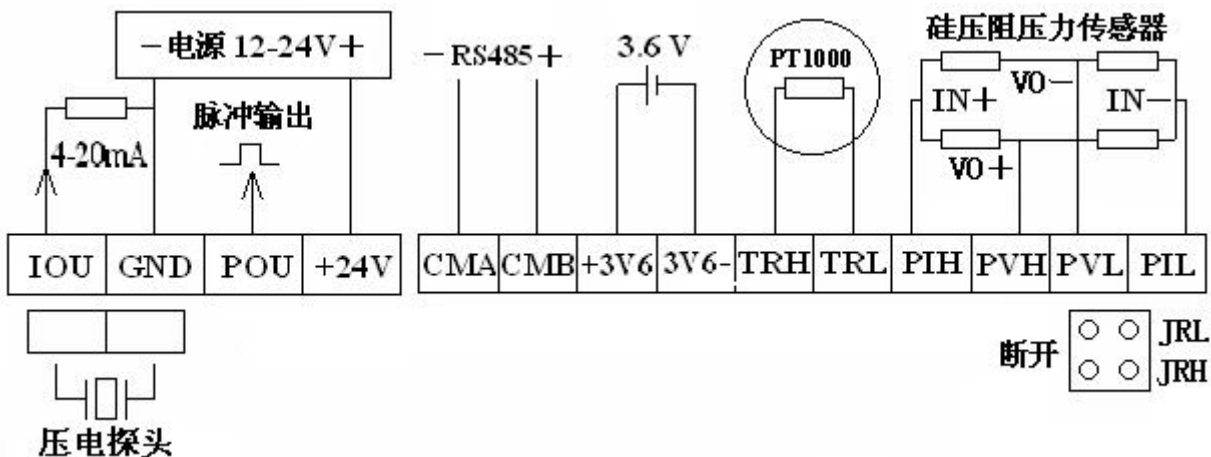 －电源 12-24V＋
－RS485＋
3.6 V
PT1000
硅压阻压力传感器
IN＋
VO－
IN－
VO＋
4-20mA
脉冲输出
IOU
GND
POU
+24V
CMA
CMB
+3V6
3V6-
TRH
TRL
PIH
PVH
PVL
PIL
断开
JRL
JRH
压电探头